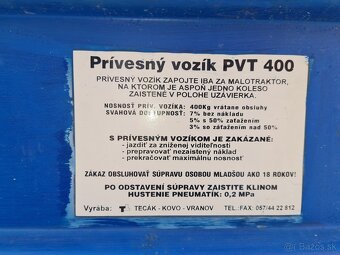 Prívesný vozík PVT 400
PRÍVESNÝ VOZÍK ZAPOJTE IBA ZA MALOTRAKTOR,
NA KTOROM JE ASPOŇ JEDNO KOLESO
ZAISTENÉ V POLOHE UZÁVIERKA.
NOSNOSŤ PRÍV. VOZÍKA: 400Kg vrátane obsluhy
SVAHOVÁ DOSTUPNOSŤ: 7% bez nákladu
5% s 50% zaťažením
3% so zaťažením nad 50%
S PRÍVESNÝM VOZÍKOM JE ZAKÁZANÉ:
- jazdiť za zníženej viditeľnosti
- prepravovať nezaistený náklad
- prekračovať maximálnu nosnosť
ZÁKAZ OBSLUHOVAŤ SÚPRAVU OSOBOU MLADŠOU AKO 18 ROKOV!
PO ODSTAVENÍ SÚPRAVY ZAISTITE KLINOM
HUSTENIE PNEUMATÍK: 0,2 MPa
Výrába: TECAK - KOVO - VRANOV TEL.:FAX: 057/44 22 812
bazos.sk